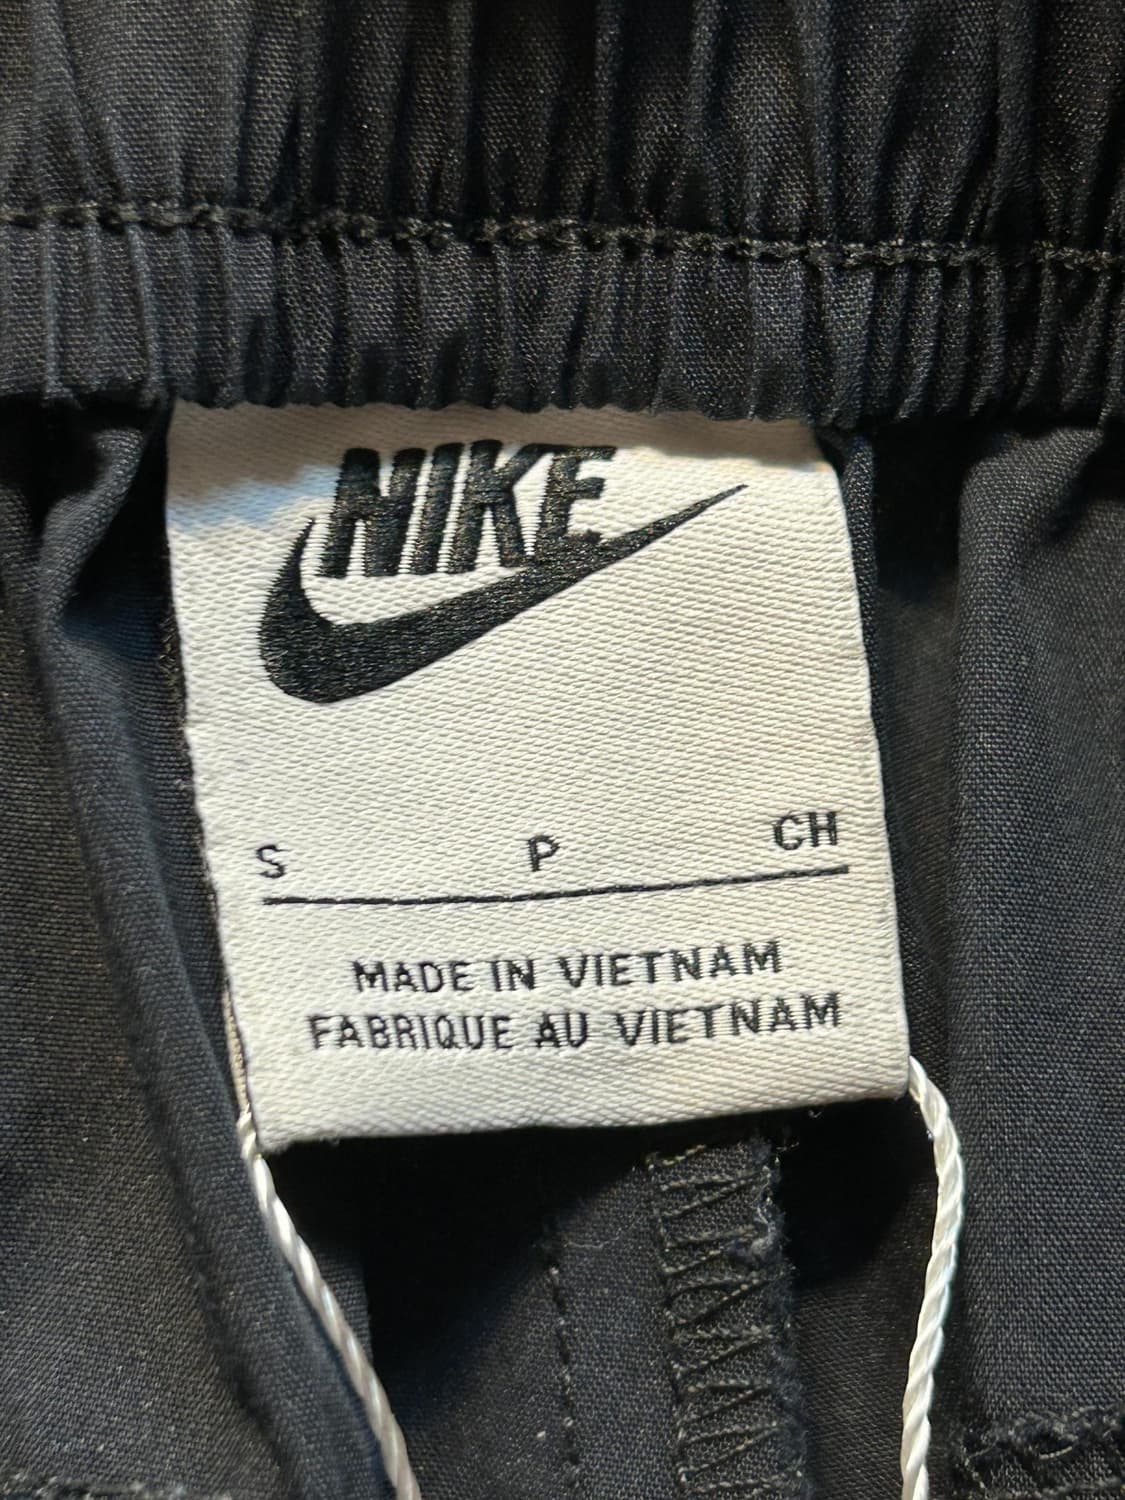 NIKE
S P CH
MADE IN VIETNAM
FABRIQUE AU VIETNAM